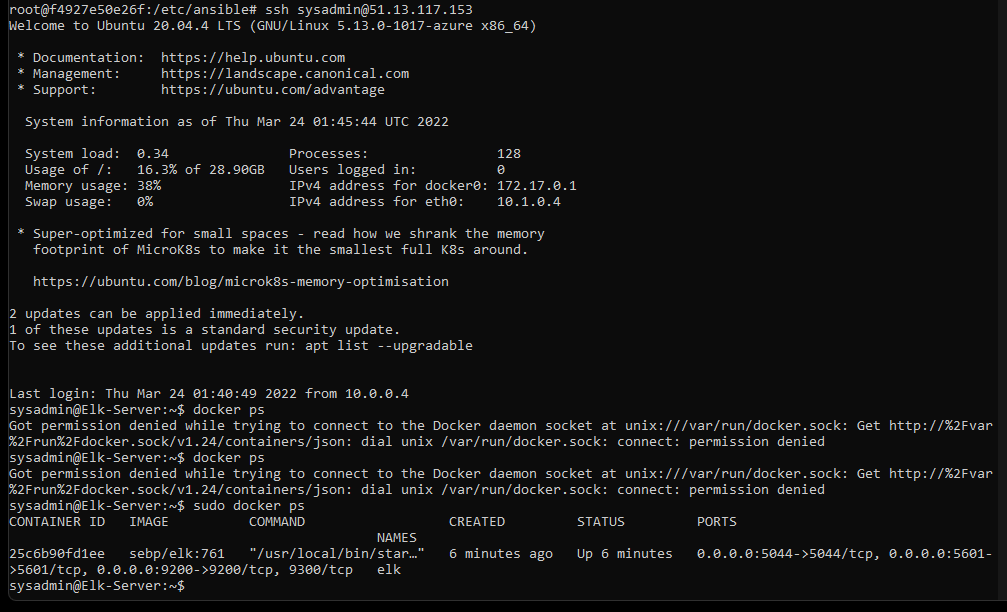 root@f4927e50e26f:/etc/ansible# ssh sysadmin@51.13.117.153
Welcome to Ubuntu 20.04.4 LTS (GNU/Linux 5.13.0-1017-azure x86_64)
* Documentation:  https://help.ubuntu.com
* Management:     https://landscape.canonical.com
* Support:        https://ubuntu.com/advantage
System information as of Thu Mar 24 01:45:44 UTC 2022
System load:  0.34               Processes:                128
Usage of /:   16.3% of 28.90GB   Users logged in:          0
Memory usage: 38%                IPv4 address for docker0: 172.17.0.1
Swap usage:   0%                 IPv4 address for eth0:    10.1.0.4
* Super-optimized for small spaces - read how we shrank the memory
footprint of MicroK8s to make it the smallest full K8s around.
https://ubuntu.com/blog/microk8s-memory-optimisation
2 updates can be applied immediately.
1 of these updates is a standard security update.
To see these additional updates run: apt list --upgradable
Last login: Thu Mar 24 01:40:49 2022 from 10.0.0.4
sysadmin@Elk-Server:~$ docker ps
Got permission denied while trying to connect to the Docker daemon socket at unix:///var/run/docker.sock: Get http://%2Fvar
%2Frun%2Fdocker.sock/v1.24/containers/json: dial unix /var/run/docker.sock: connect: permission denied
sysadmin@Elk-Server:~$ docker ps
Got permission denied while trying to connect to the Docker daemon socket at unix:///var/run/docker.sock: Get http://%2Fvar
%2Frun%2Fdocker.sock/v1.24/containers/json: dial unix /var/run/docker.sock: connect: permission denied
sysadmin@Elk-Server:~$ sudo docker ps
CONTAINER ID   IMAGE          COMMAND                  CREATED         STATUS         PORTS
NAMES
25c6b90fd1ee   sebp/elk:761   "/usr/local/bin/star…"   6 minutes ago   Up 6 minutes   0.0.0.0:5044->5044/tcp, 0.0.0.0:5601-
>5601/tcp, 0.0.0.0:9200->9200/tcp, 9300/tcp   elk
sysadmin@Elk-Server:~$